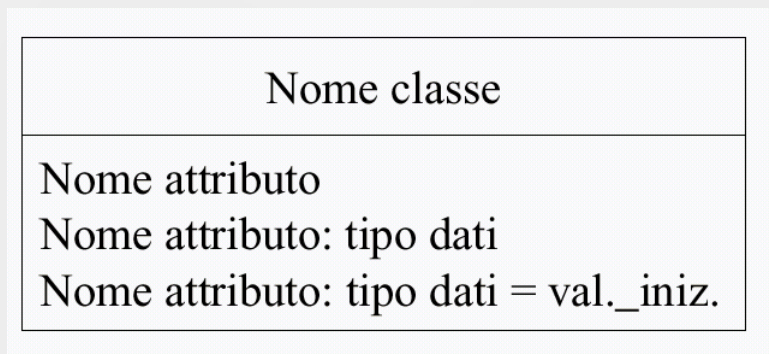 Nome classe
Nome attributo
Nome attributo: tipo dati
Nome attributo: tipo dati = val._iniz.